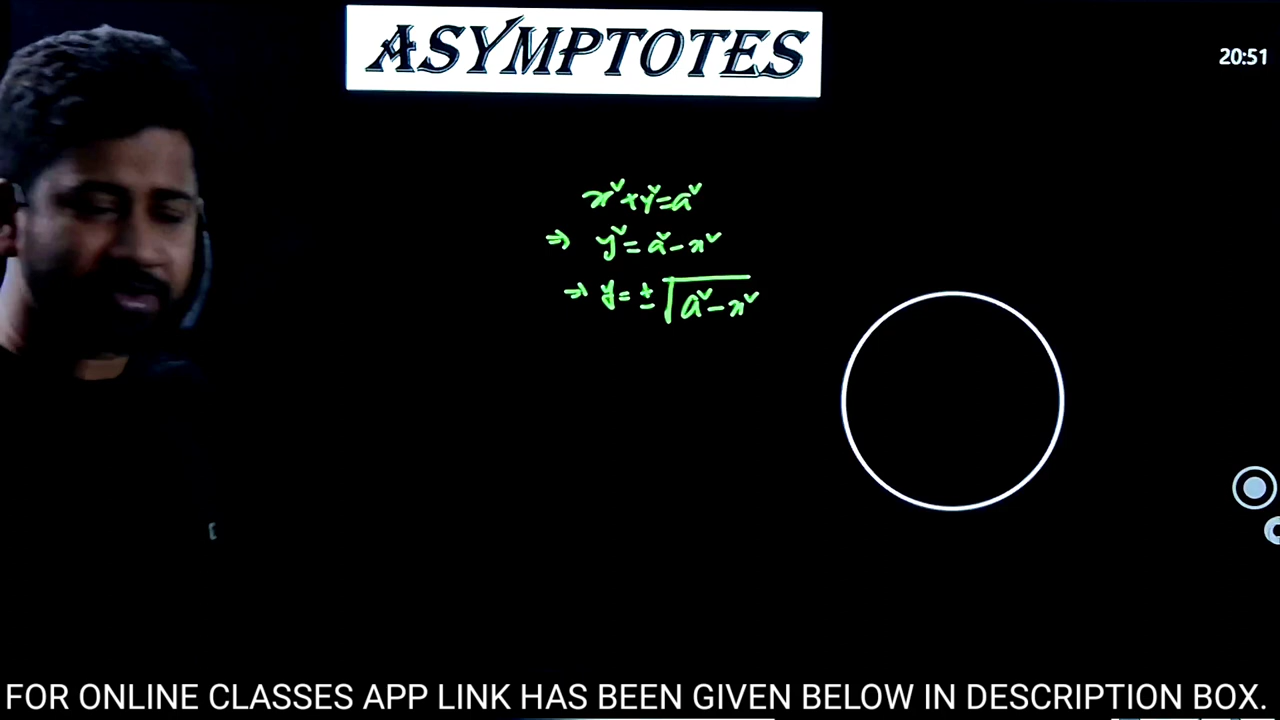 ASYMPTOTES
20:51
x²+y²=a²
⇒ y²=a²-x²
⇒ y=±√a²-x²
FOR ONLINE CLASSES APP LINK HAS BEEN GIVEN BELOW IN DESCRIPTION BOX.